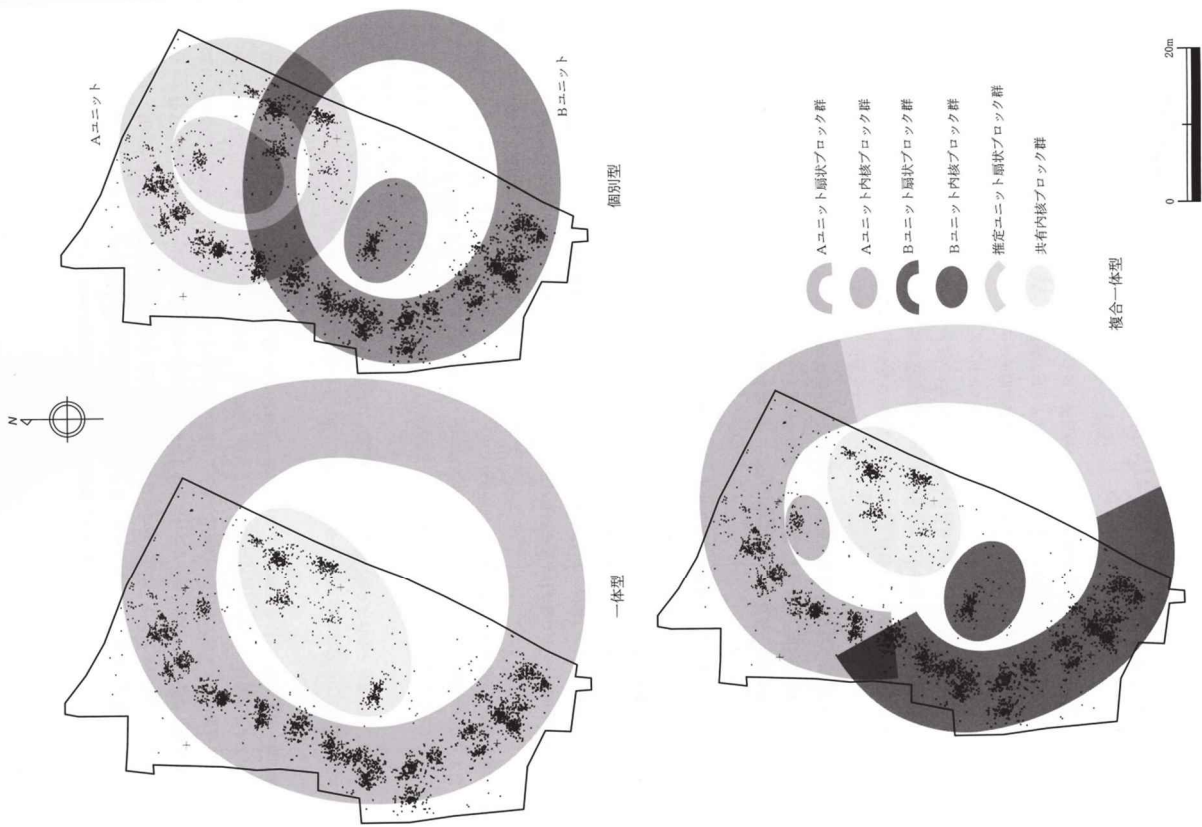 N
一体型
Aユニット
Bユニット
個別型
複合一体型
Aユニット扇状ブロック群
Aユニット内核ブロック群
Bユニット扇状ブロック群
Bユニット内核ブロック群
推定ユニット扇状ブロック群
共有内核ブロック群
0
20m